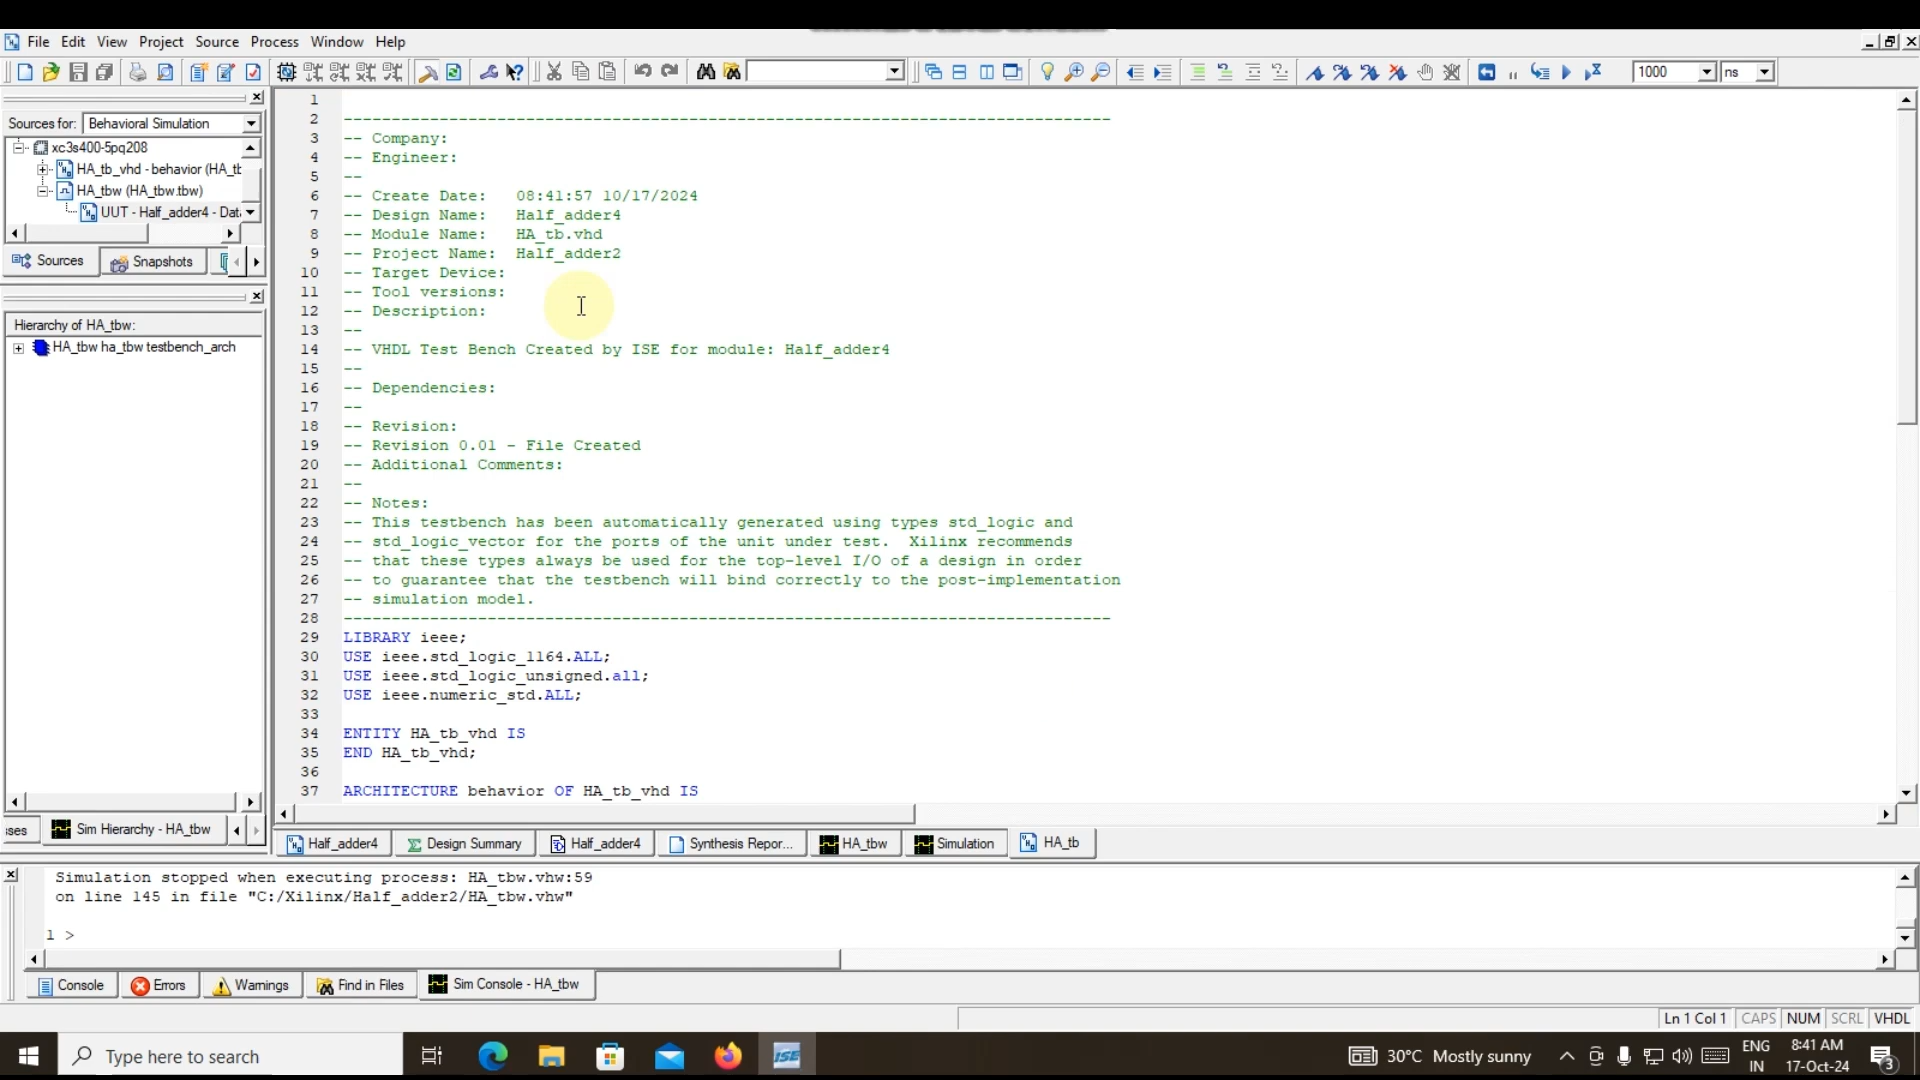 File Edit View Project Source Process Window Help
1000 ns
Sources for: Behavioral Simulation
xc3s400-5pq208
HA_tb_vhd - behavior (HA_tb
HA_tbw (HA_tbw.tbw)
UUT - Half_adder4 - Data
Sources Snapshots
Hierarchy of HA_tbw:
HA_tbw ha_tbw testbench_arch
sses Sim Hierarchy - HA_tbw
1
2 --------------------------------------------------------------------------------
3 -- Company:
4 -- Engineer:
5 --
6 -- Create Date:   08:41:57 10/17/2024
7 -- Design Name:   Half_adder4
8 -- Module Name:   HA_tb.vhd
9 -- Project Name:  Half_adder2
10 -- Target Device:
11 -- Tool versions:
12 -- Description:
13 --
14 -- VHDL Test Bench Created by ISE for module: Half_adder4
15 --
16 -- Dependencies:
17 --
18 -- Revision:
19 -- Revision 0.01 - File Created
20 -- Additional Comments:
21 --
22 -- Notes:
23 -- This testbench has been automatically generated using types std_logic and
24 -- std_logic_vector for the ports of the unit under test.  Xilinx recommends
25 -- that these types always be used for the top-level I/O of a design in order
26 -- to guarantee that the testbench will bind correctly to the post-implementation
27 -- simulation model.
28 --------------------------------------------------------------------------------
29 LIBRARY ieee;
30 USE ieee.std_logic_1164.ALL;
31 USE ieee.std_logic_unsigned.all;
32 USE ieee.numeric_std.ALL;
33
34 ENTITY HA_tb_vhd IS
35 END HA_tb_vhd;
36
37 ARCHITECTURE behavior OF HA_tb_vhd IS
Half_adder4 Design Summary Half_adder4 Synthesis Repor... HA_tbw Simulation HA_tb
Simulation stopped when executing process: HA_tbw.vhw:59
on line 145 in file "C:/Xilinx/Half_adder2/HA_tbw.vhw"
1 >
Console Errors Warnings Find in Files Sim Console - HA_tbw
Ln 1 Col 1 CAPS NUM SCRL VHDL
Type here to search
ISE
30°C Mostly sunny
ENG
IN
8:41 AM
17-Oct-24
3